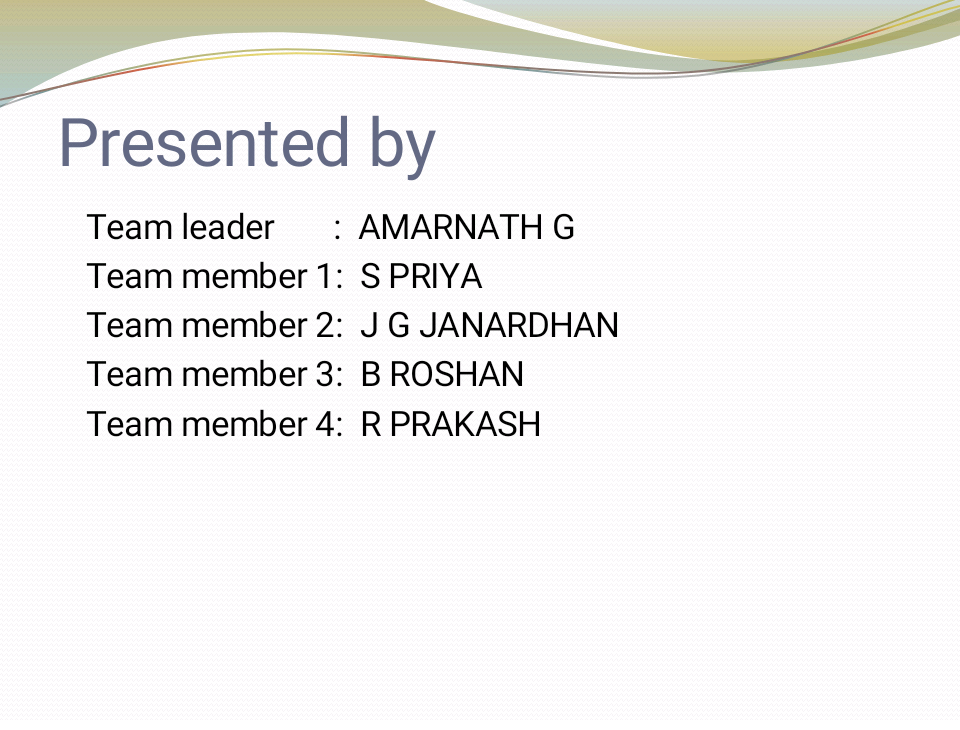 Presented by
Team leader : AMARNATH G
Team member 1: S PRIYA
Team member 2: J G JANARDHAN
Team member 3: B ROSHAN
Team member 4: R PRAKASH